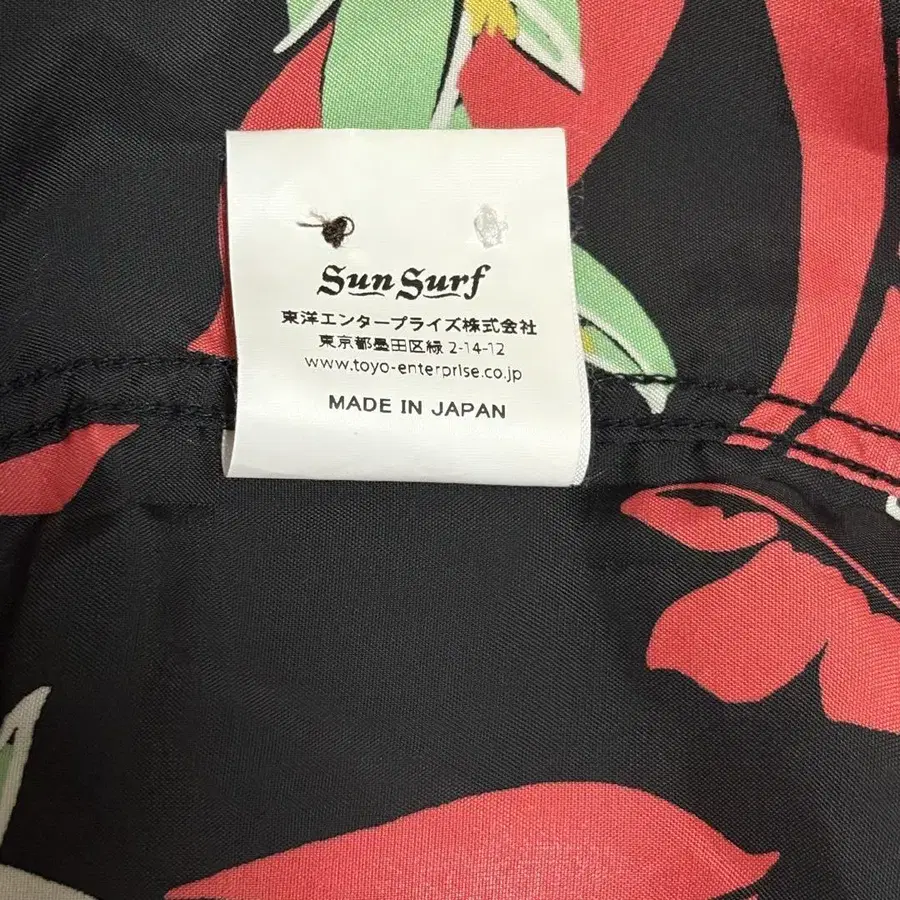 Sun Surf
東洋エンタープライズ株式会社
東京都墨田区緑 2-14-12
www.toyo-enterprise.co.jp
MADE IN JAPAN